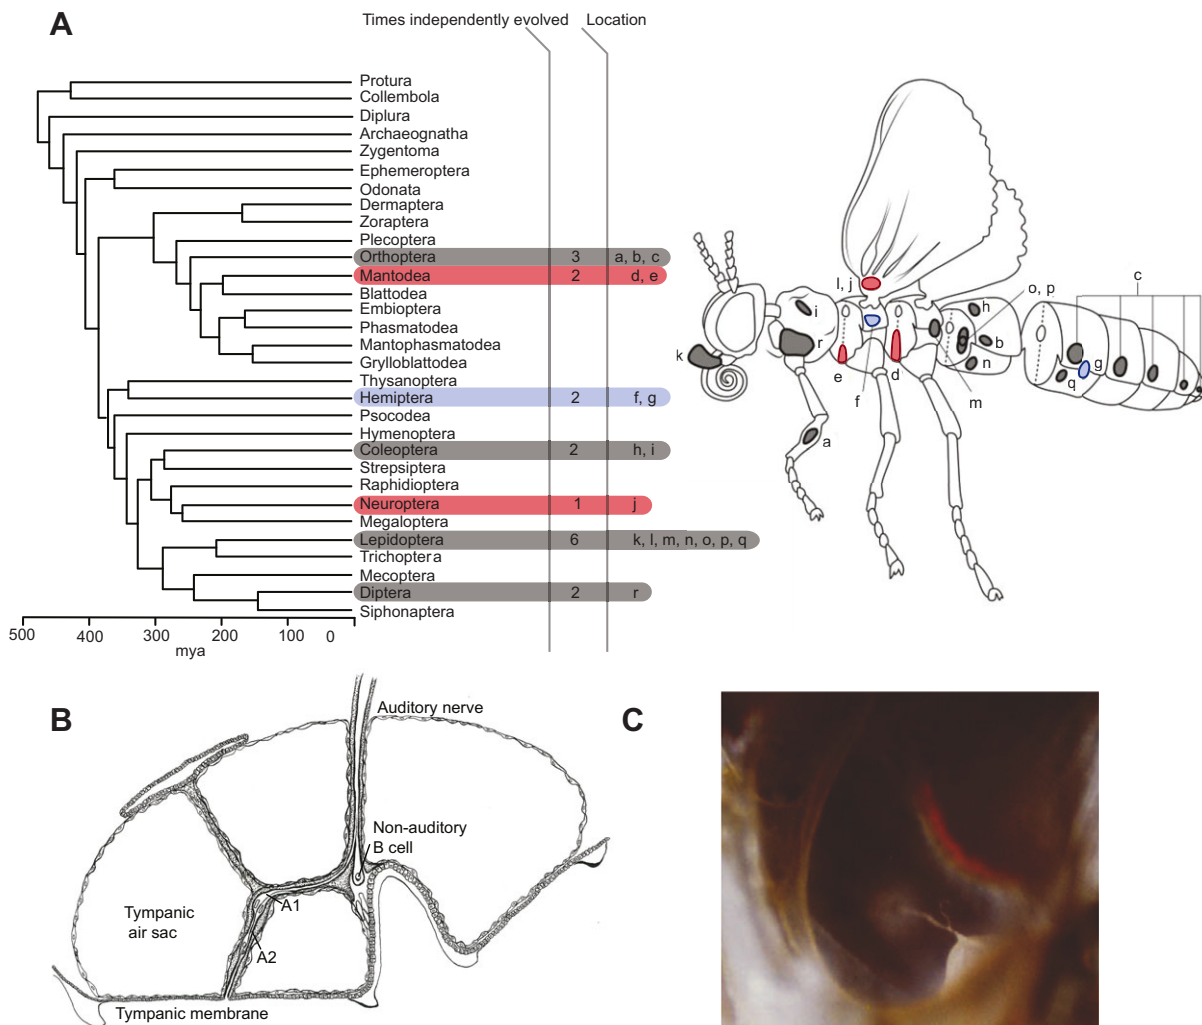 A
Times independently evolved Location
Protura
Collembola
Diplura
Archaeognatha
Zygentoma
Ephemeroptera
Odonata
Dermaptera
Zoraptera
Plecoptera
Orthoptera 3 a, b, c
Mantodea 2 d, e
Blattodea
Embioptera
Phasmatodea
Mantophasmatodea
Grylloblattodea
Thysanoptera
Hemiptera 2 f, g
Psocodea
Hymenoptera
Coleoptera 2 h, i
Strepsiptera
Raphidioptera
Neuroptera 1 j
Megaloptera
Lepidoptera 6 k, l, m, n, o, p, q
Trichoptera
Mecoptera
Diptera 2 r
Siphonaptera
500 400 300 200 100 0
mya
c
o, p
l, j
h
i
k
r
b
g
e
d
n
q
f
m
a
B
Auditory nerve
Non-auditory
B cell
A1
Tympanic
air sac
A2
Tympanic membrane
C